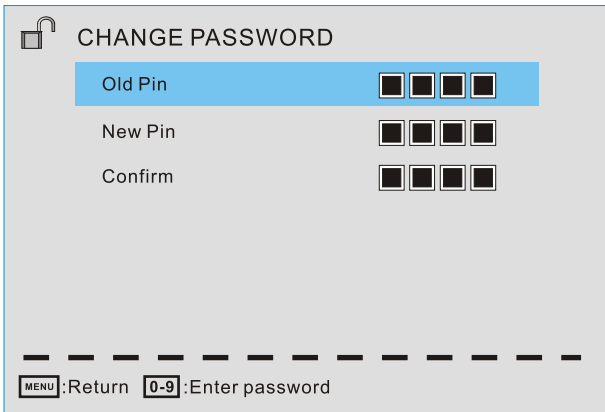 CHANGE PASSWORD
Old Pin
New Pin
Confirm
MENU:Return 0-9:Enter password